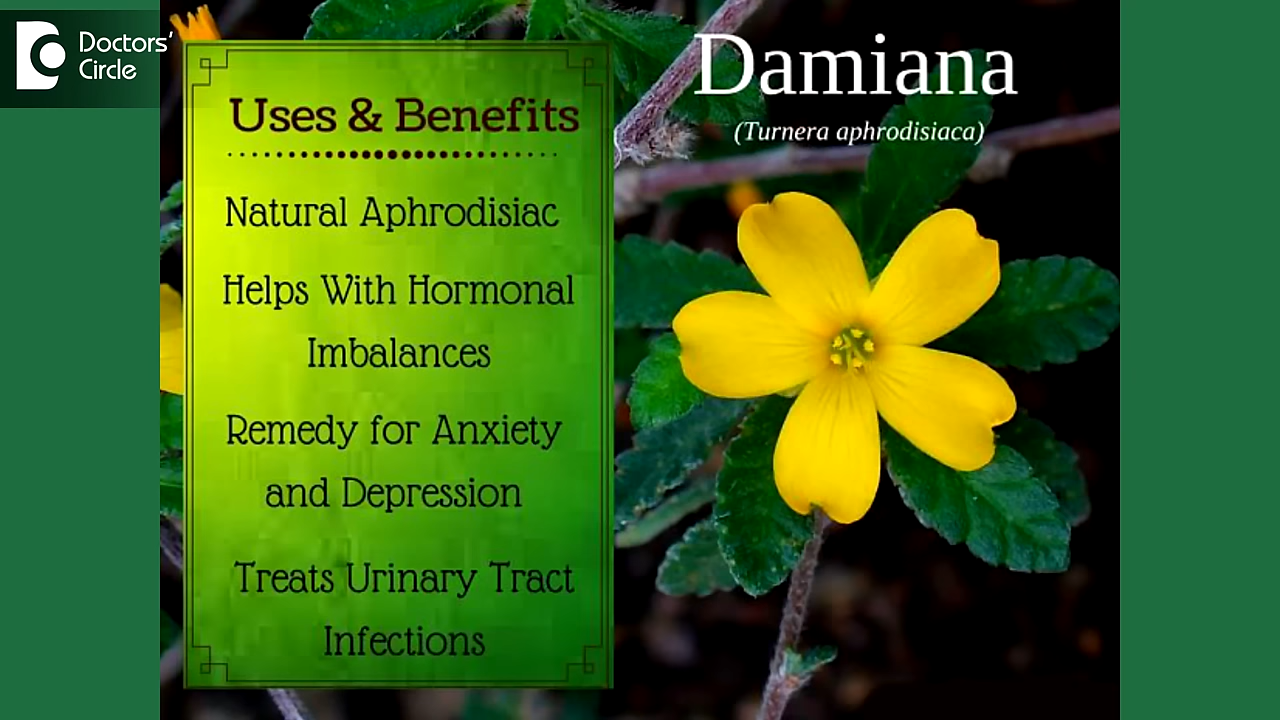 Doctors'
Circle
Uses & Benefits
Natural Aphrodisiac
Helps With Hormonal
Imbalances
Remedy for Anxiety
and Depression
Treats Urinary Tract
Infections
Damiana
(Turnera aphrodisiaca)